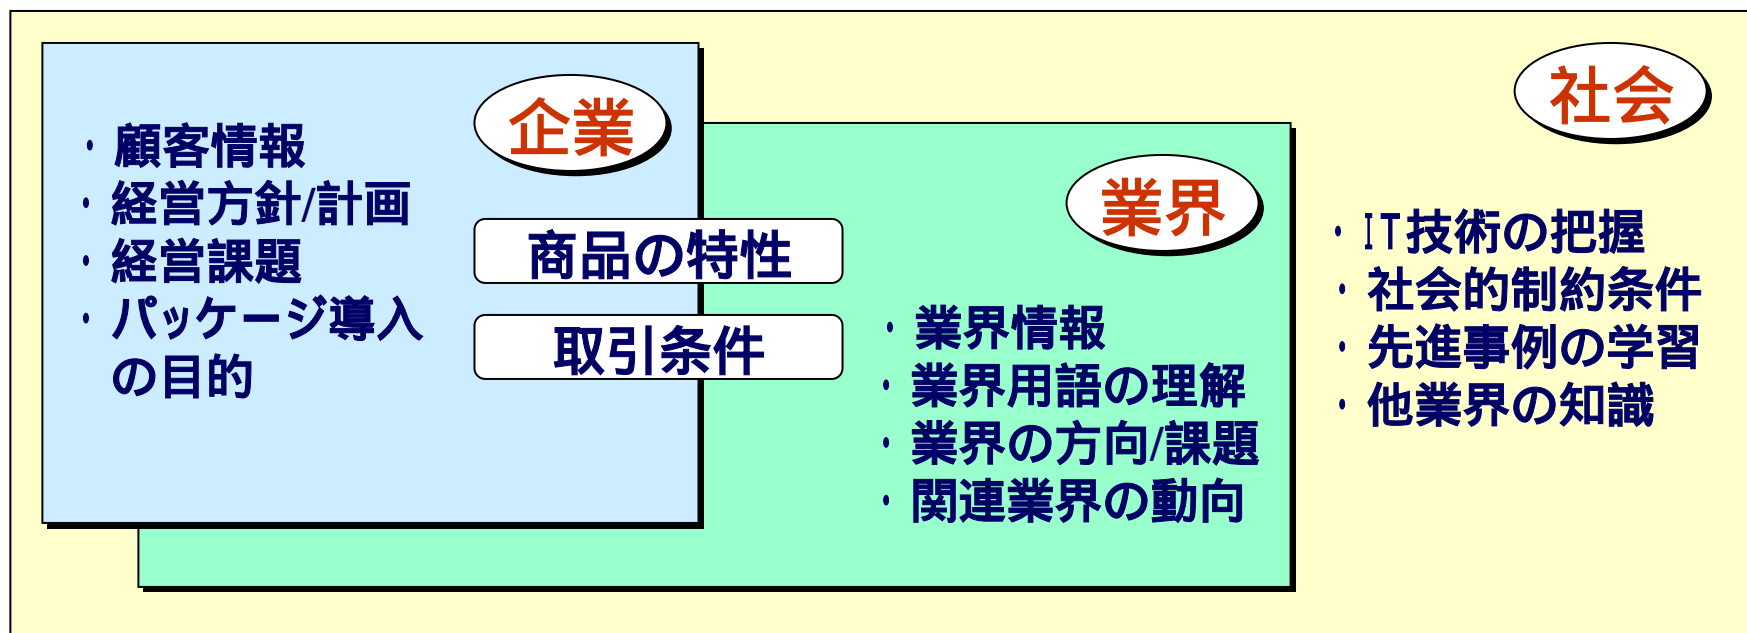 企業
・顧客情報
・経営方針/計画
・経営課題
・パッケージ導入
の目的
商品の特性
取引条件
業界
・業界情報
・業界用語の理解
・業界の方向/課題
・関連業界の動向
社会
・IT技術の把握
・社会的制約条件
・先進事例の学習
・他業界の知識